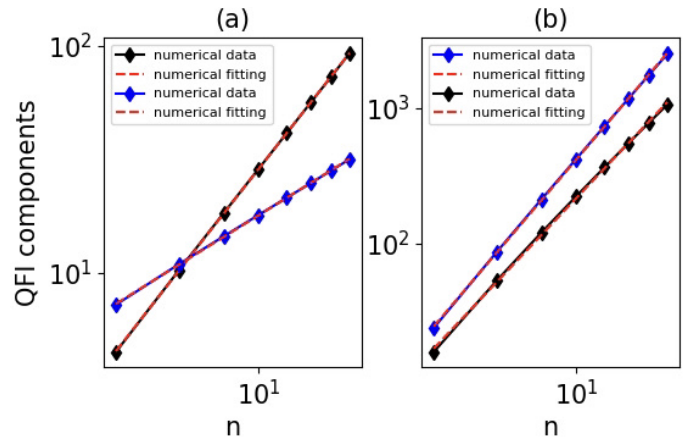 (a)
QFI components
10²
10¹
numerical data
numerical fitting
numerical data
numerical fitting
10¹
n
(b)
10³
10²
numerical data
numerical fitting
numerical data
numerical fitting
10¹
n